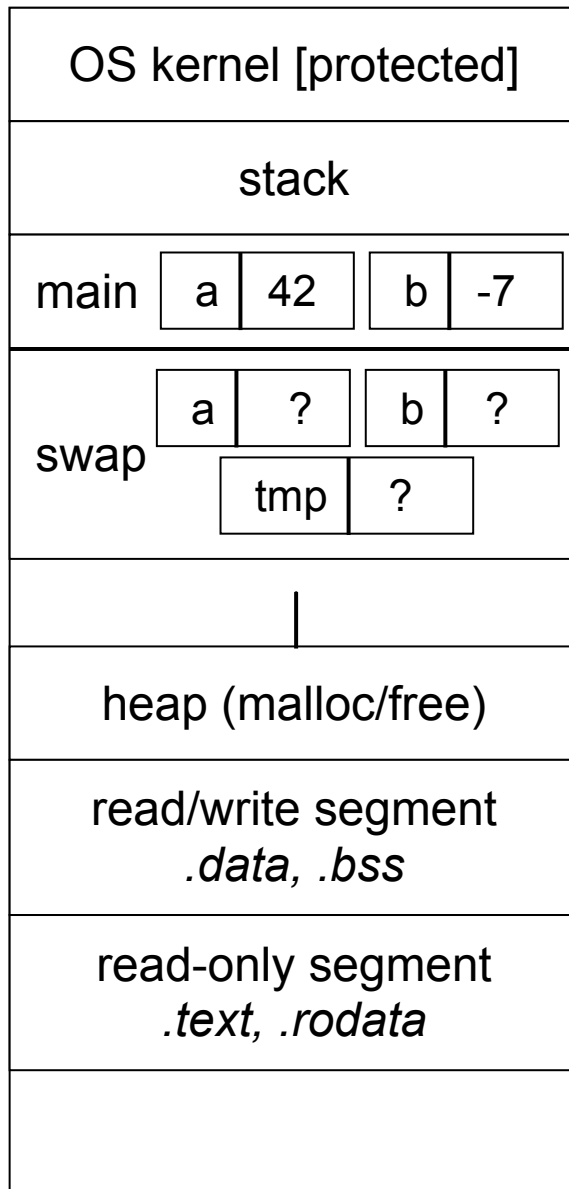 OS kernel [protected]
stack
main a 42 b -7
a ? b ?
swap
tmp ?
heap (malloc/free)
read/write segment
.data, .bss
read-only segment
.text, .rodata